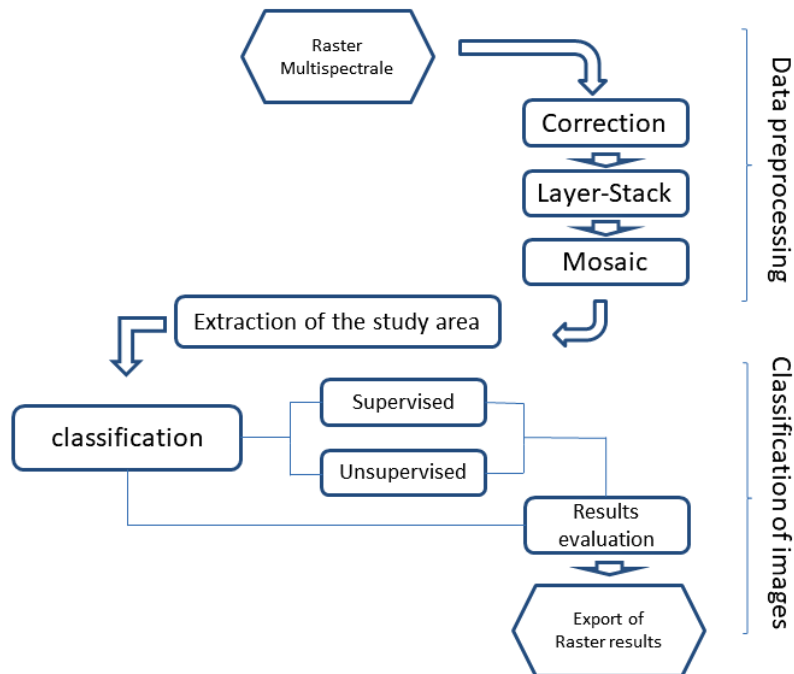 Raster
Multispectrale
Correction
Layer-Stack
Mosaic
Data preprocessing
Extraction of the study area
classification
Supervised
Unsupervised
Results
evaluation
Export of
Raster results
Classification of images